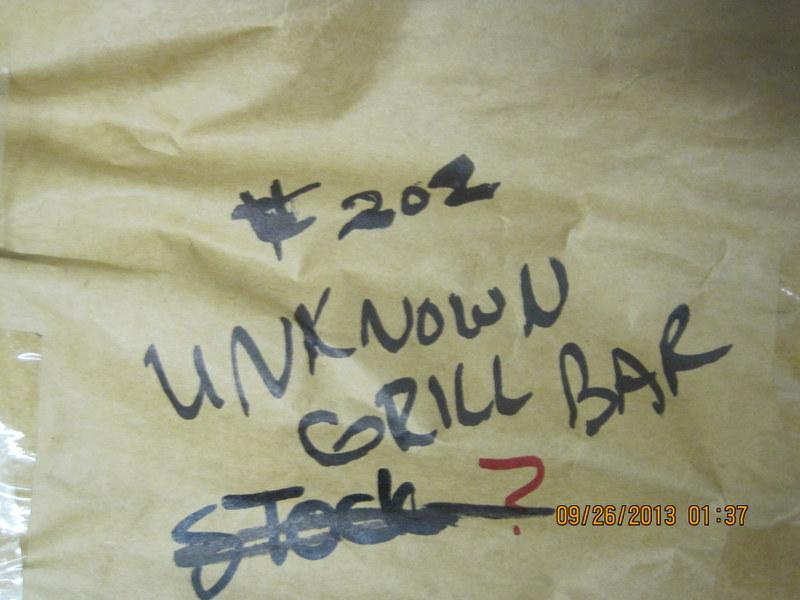 # 202
UNKNOWN
GRILL BAR
STOCK ?
09/26/2013 01:37